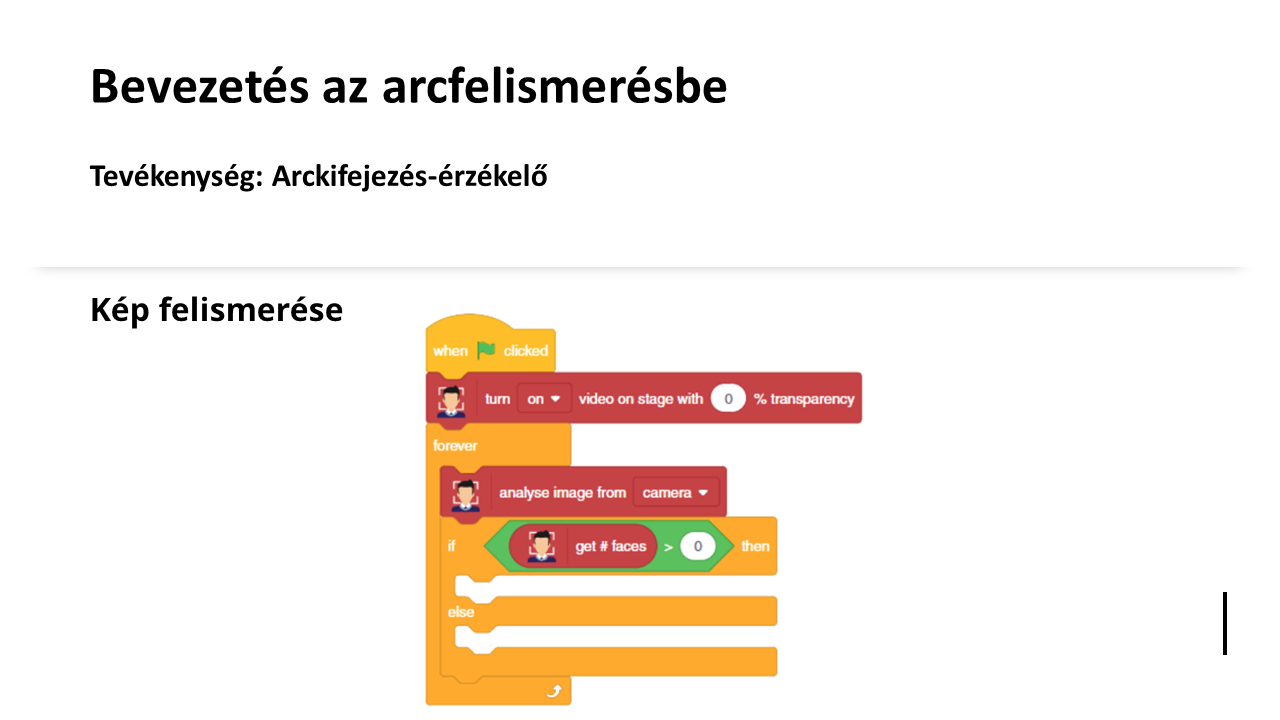 Bevezetés az arcfelismerésbe
Tevékenység: Arckifejezés-érzékelő
Kép felismerése
when clicked
turn on video on stage with 0 % transparency
forever
analyse image from camera
if get # faces > 0 then
else